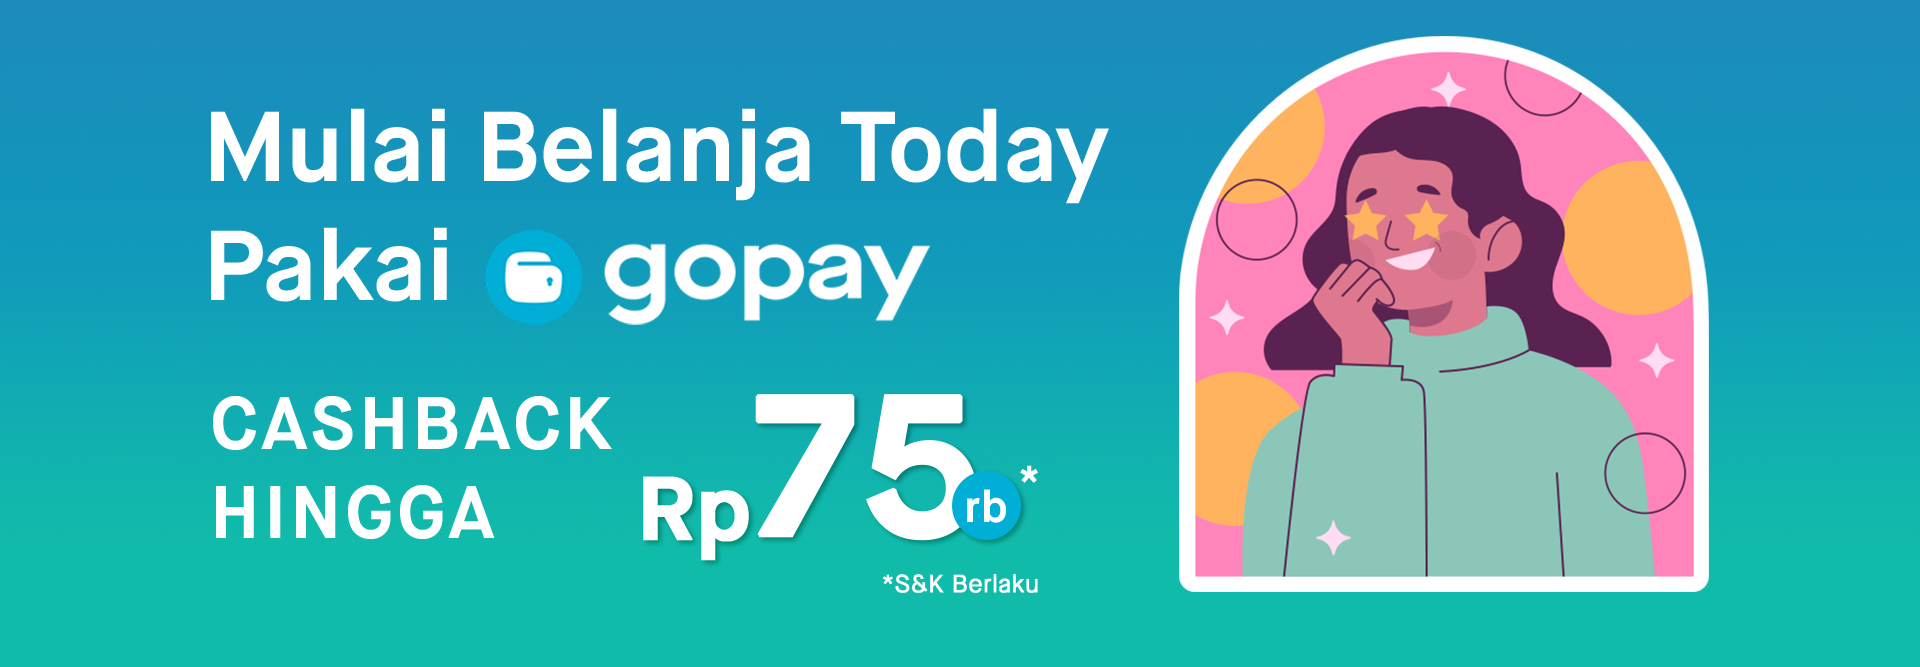 Mulai Belanja Today
Pakai gopay
CASHBACK
HINGGA
Rp75rb*
*S&K Berlaku